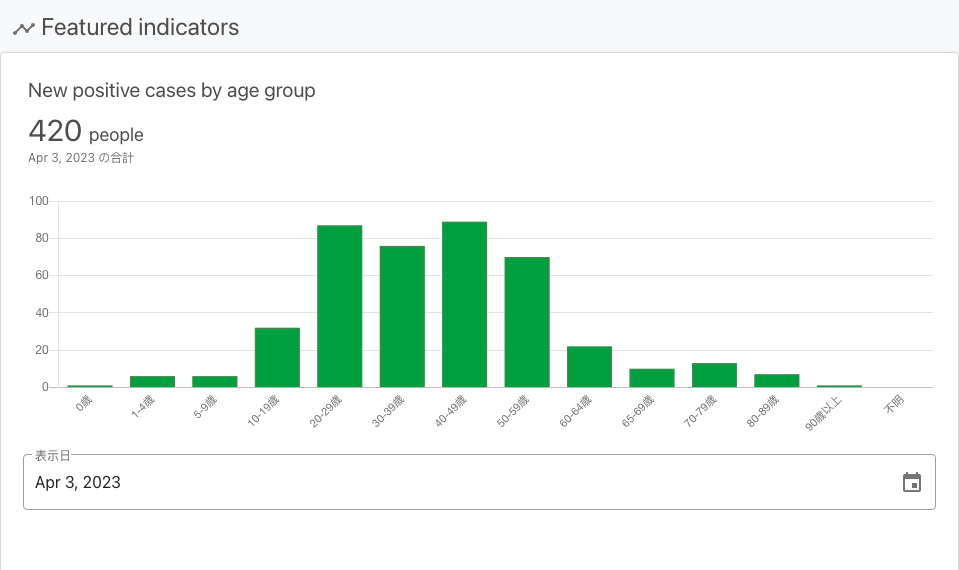 Featured indicators
New positive cases by age group
420 people
Apr 3, 2023 の合計
100
80
60
40
20
0
0歳
1-4歳
5-9歳
10-19歳
20-29歳
30-39歳
40-49歳
50-59歳
60-64歳
65-69歳
70-79歳
80-89歳
90歳以上
不明
表示日
Apr 3, 2023